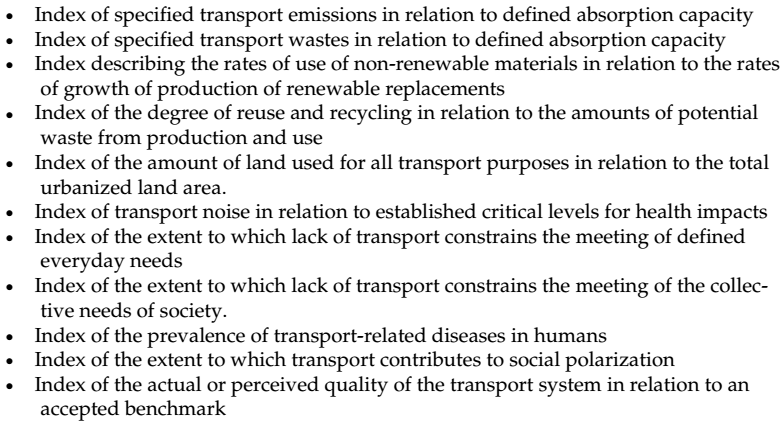 • Index of specified transport emissions in relation to defined absorption capacity
• Index of specified transport wastes in relation to defined absorption capacity
• Index describing the rates of use of non-renewable materials in relation to the rates
of growth of production of renewable replacements
• Index of the degree of reuse and recycling in relation to the amounts of potential
waste from production and use
• Index of the amount of land used for all transport purposes in relation to the total
urbanized land area.
• Index of transport noise in relation to established critical levels for health impacts
• Index of the extent to which lack of transport constrains the meeting of defined
everyday needs
• Index of the extent to which lack of transport constrains the meeting of the collec-
tive needs of society.
• Index of the prevalence of transport-related diseases in humans
• Index of the extent to which transport contributes to social polarization
• Index of the actual or perceived quality of the transport system in relation to an
accepted benchmark